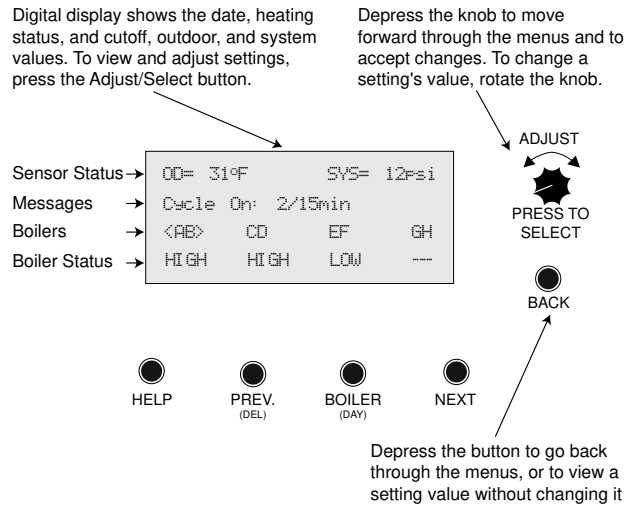 Digital display shows the date, heating
status, and cutoff, outdoor, and system
values. To view and adjust settings,
press the Adjust/Select button.
Depress the knob to move
forward through the menus and to
accept changes. To change a
setting's value, rotate the knob.
ADJUST
PRESS TO
SELECT
BACK
Sensor Status
OD= 31°F SYS= 12psi
Messages
Cycle On: 2/15min
Boilers
<AB> CD EF GH
Boiler Status
HIGH HIGH LOW ---
HELP
PREV.
(DEL)
BOILER
(DAY)
NEXT
Depress the button to go back
through the menus, or to view a
setting value without changing it